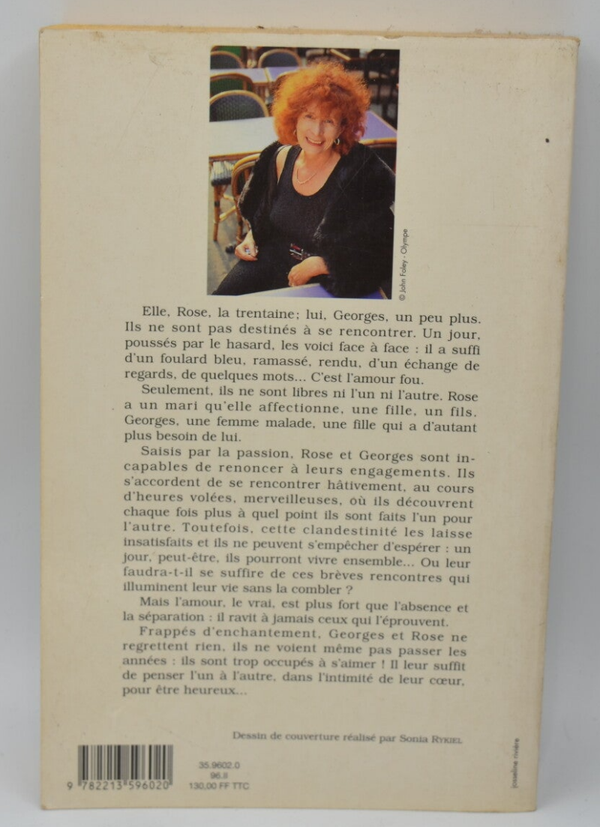 © John Foley - Olympe
Elle, Rose, la trentaine; lui, Georges, un peu plus.
Ils ne sont pas destinés à se rencontrer. Un jour,
poussés par le hasard, les voici face à face : il a suffi
d'un foulard bleu, ramassé, rendu, d'un échange de
regards, de quelques mots... C'est l'amour fou.
Seulement, ils ne sont libres ni l'un ni l'autre. Rose
a un mari qu'elle affectionne, une fille, un fils.
Georges, une femme malade, une fille qui a d'autant
plus besoin de lui.
Saisis par la passion, Rose et Georges sont in-
capables de renoncer à leurs engagements. Ils
s'accordent de se rencontrer hâtivement, au cours
d'heures volées, merveilleuses, où ils découvrent
chaque fois plus à quel point ils sont faits l'un pour
l'autre. Toutefois, cette clandestinité les laisse
insatisfaits et ils ne peuvent s'empêcher d'espérer : un
jour, peut-être, ils pourront vivre ensemble... Ou leur
faudra-t-il se suffire de ces brèves rencontres qui
illuminent leur vie sans la combler ?
Mais l'amour, le vrai, est plus fort que l'absence et
la séparation : il ravit à jamais ceux qui l'éprouvent.
Frappés d'enchantement, Georges et Rose ne
regrettent rien, ils ne voient même pas passer les
années : ils sont trop occupés à s'aimer ! Il leur suffit
de penser l'un à l'autre, dans l'intimité de leur cœur,
pour être heureux...
Dessin de couverture réalisé par Sonia RYKIEL
35.9602.0
96.II
130,00 FF TTC
9 782213 596020
josseline rivière